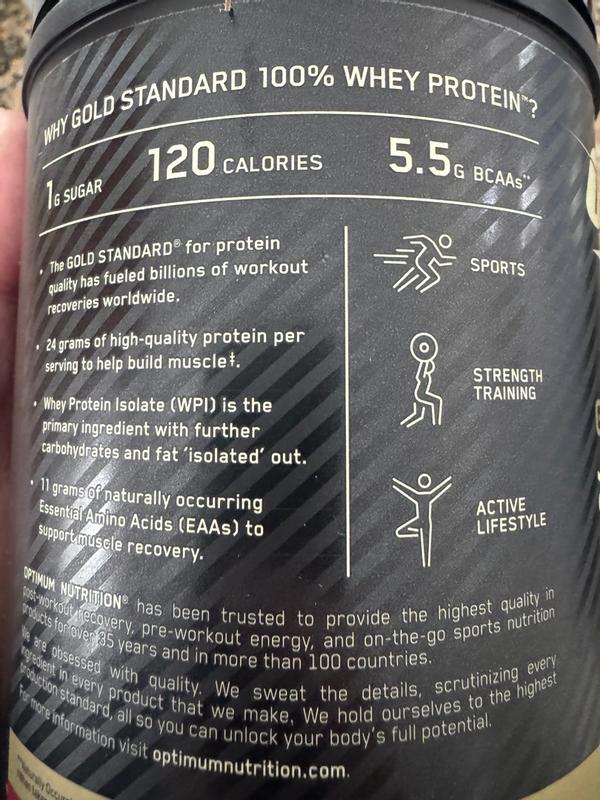 WHY GOLD STANDARD 100% WHEY PROTEIN™?
1G SUGAR
120 CALORIES
5.5G BCAAs**
• The GOLD STANDARD® for protein
quality has fueled billions of workout
recoveries worldwide.
• 24 grams of high-quality protein per
serving to help build muscle‡.
• Whey Protein Isolate (WPI) is the
primary ingredient with further
carbohydrates and fat ‘isolated’ out.
• 11 grams of naturally occurring
Essential Amino Acids (EAAs) to
support muscle recovery.
SPORTS
STRENGTH
TRAINING
ACTIVE
LIFESTYLE
OPTIMUM NUTRITION® has been trusted to provide the highest quality in
post-workout recovery, pre-workout energy, and on-the-go sports nutrition
products for over 35 years and in more than 100 countries.
We are obsessed with quality. We sweat the details, scrutinizing every
ingredient in every product that we make. We hold ourselves to the highest
production standard, all so you can unlock your body's full potential.
For more information visit optimumnutrition.com.
**Naturally